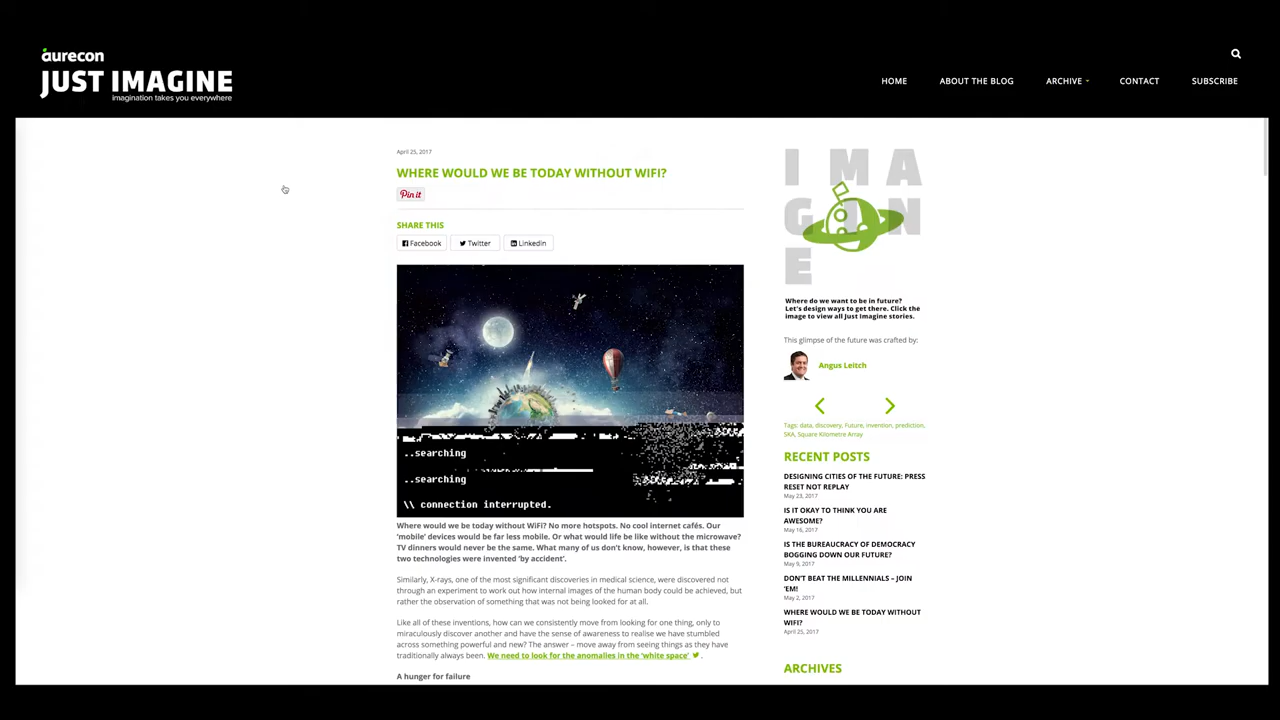 aurecon
JUST IMAGINE
imagination takes you everywhere
HOME
ABOUT THE BLOG
ARCHIVE
CONTACT
SUBSCRIBE
April 25, 2017
WHERE WOULD WE BE TODAY WITHOUT WIFI?
Pin it
SHARE THIS
Facebook
Twitter
Linkedin
..searching
..searching
\\ connection interrupted.
Where would we be today without WiFi? No more hotspots. No cool internet cafés. Our
'mobile' devices would be far less mobile. Or what would life be like without the microwave?
TV dinners would never be the same. What many of us don't know, however, is that these
two technologies were invented 'by accident'.
Similarly, X-rays, one of the most significant discoveries in medical science, were discovered not
through an experiment to work out how internal images of the human body could be achieved, but
rather the observation of something that was not being looked for at all.
Like all of these inventions, how can we consistently move from looking for one thing, only to
miraculously discover another and have the sense of awareness to realise we have stumbled
across something powerful and new? The answer – move away from seeing things as they have
traditionally always been. We need to look for the anomalies in the 'white space' .
A hunger for failure
I M A
G I N
E
Where do we want to be in future?
Let's design ways to get there. Click the
image to view all Just Imagine stories.
This glimpse of the future was crafted by:
Angus Leitch
Tags: data, discovery, Future, invention, prediction,
SKA, Square Kilometre Array
RECENT POSTS
DESIGNING CITIES OF THE FUTURE: PRESS
RESET NOT REPLAY
May 23, 2017
IS IT OKAY TO THINK YOU ARE
AWESOME?
May 16, 2017
IS THE BUREAUCRACY OF DEMOCRACY
BOGGING DOWN OUR FUTURE?
May 9, 2017
DON'T BEAT THE MILLENNIALS – JOIN
'EM!
May 2, 2017
WHERE WOULD WE BE TODAY WITHOUT
WIFI?
April 25, 2017
ARCHIVES